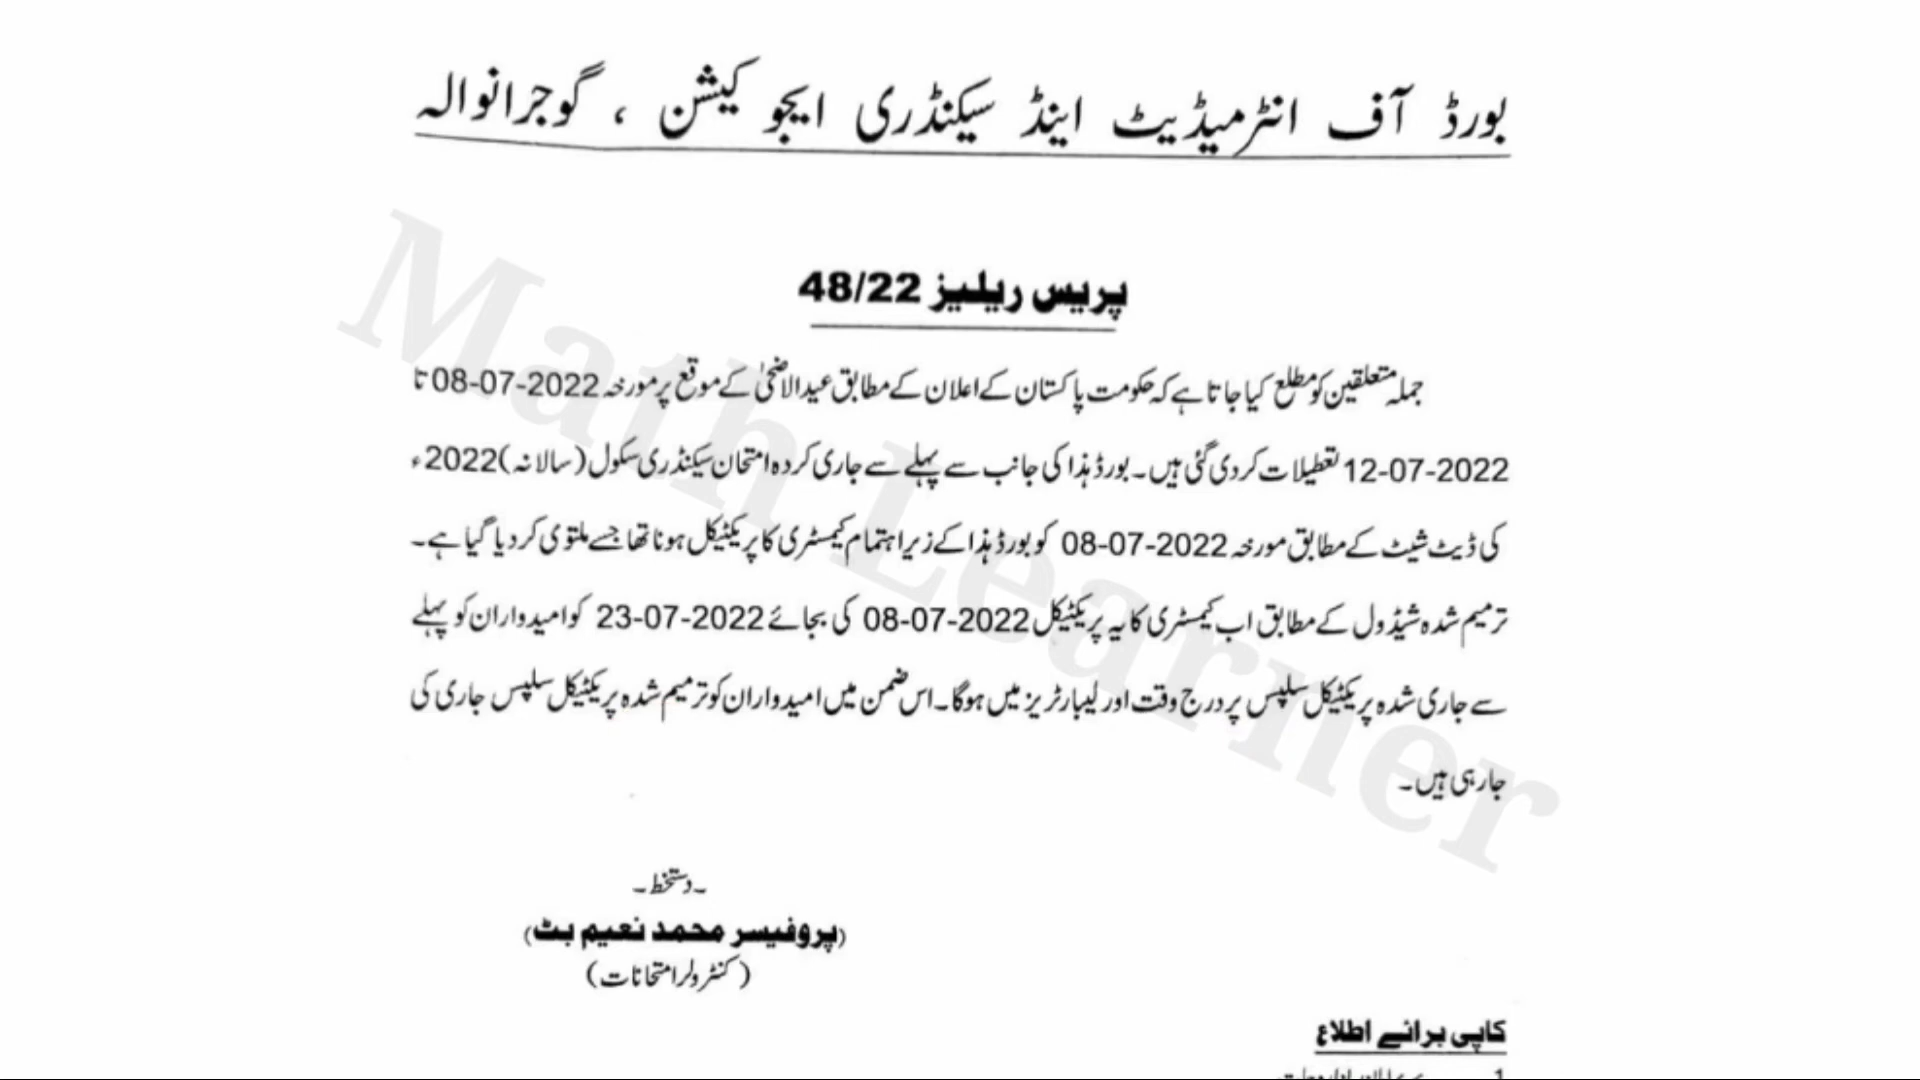 بورڈ آف انٹرمیڈیٹ اینڈ سیکنڈری ایجوکیشن ، گوجرانوالہ
پریس ریلیز 48/22
جملہ متعلقین کو مطلع کیا جاتا ہے کہ حکومت پاکستان کے اعلان کے مطابق عیدالاضحیٰ کے موقع پر مورخہ 2022-07-08 تا
2022-07-12 تعطیلات کر دی گئی ہیں۔ بورڈ ہذا کی جانب سے پہلے سے جاری کردہ امتحان سیکنڈری سکول (سالانہ) 2022ء
کی ڈیٹ شیٹ کے مطابق مورخہ 2022-07-08 کو بورڈ ہذا کے زیر اہتمام کیمسٹری کا پریکٹیکل ہونا تھا جسے ملتوی کر دیا گیا ہے۔
ترمیم شدہ شیڈول کے مطابق اب کیمسٹری کا یہ پریکٹیکل 2022-07-08 کی بجائے 2022-07-23 کو امیدواران کو پہلے
سے جاری شدہ پریکٹیکل سلپس پر درج وقت اور لیبارٹریز میں ہوگا۔ اس ضمن میں امیدواران کو ترمیم شدہ پریکٹیکل سلپس جاری کی
جا رہی ہیں۔
۔دستخط۔
(پروفیسر محمد نعیم بٹ)
(کنٹرولر امتحانات)
کاپی برائے اطلاع
Math Learner